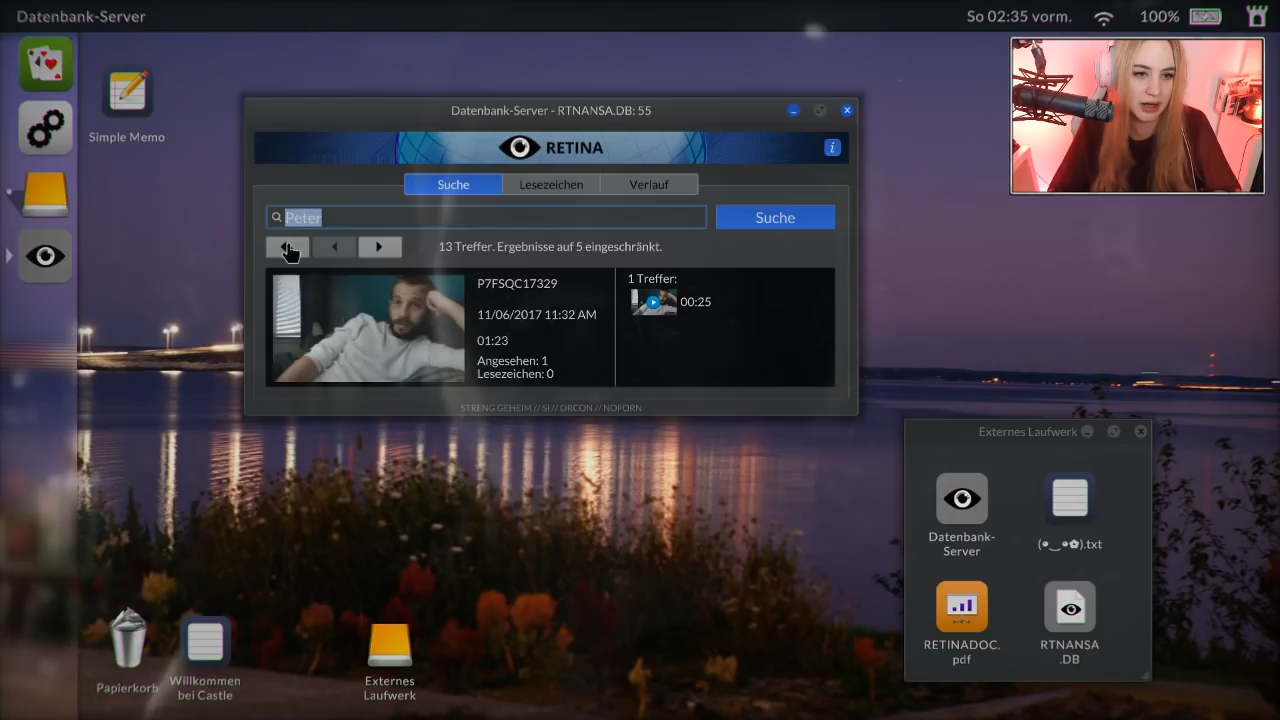 Datenbank-Server
So 02:35 vorm.
100%
Simple Memo
Datenbank-Server - RTNANSA.DB: 55
RETINA
i
Suche
Lesezeichen
Verlauf
Peter
Suche
13 Treffer. Ergebnisse auf 5 eingeschränkt.
P7FSQC17329
11/06/2017 11:32 AM
01:23
Angesehen: 1
Lesezeichen: 0
1 Treffer:
00:25
STRENG GEHEIM // SI // ORCON // NOFORN
Externes Laufwerk
Datenbank-
Server
(•‿•✿).txt
RETINADOC.
pdf
RTNANSA
.DB
Papierkorb
Willkommen
bei Castle
Externes
Laufwerk